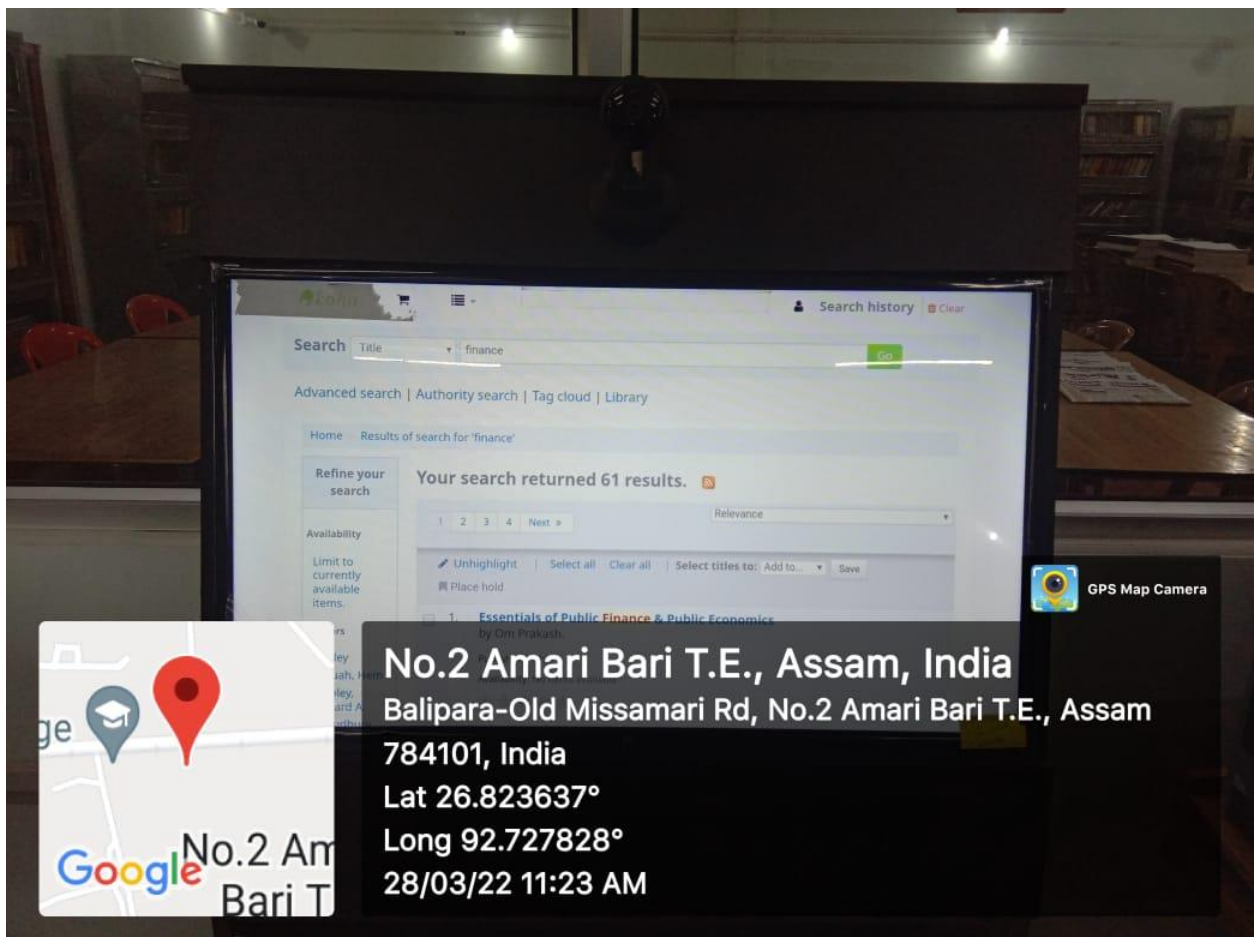 koha
Search history Clear
Search Title finance Go
Advanced search | Authority search | Tag cloud | Library
Home Results of search for 'finance'
Refine your
search
Your search returned 61 results.
1 2 3 4 Next »
Relevance
Availability
Limit to
currently
available
items.
Unhighlight | Select all Clear all | Select titles to: Add to... Save
Place hold
1. Essentials of Public Finance & Public Economics
by Om Prakash.
GPS Map Camera
No.2 Amari Bari T.E., Assam, India
Balipara-Old Missamari Rd, No.2 Amari Bari T.E., Assam
784101, India
Lat 26.823637°
Long 92.727828°
28/03/22 11:23 AM
ge
No.2 Am
Bari T
Google